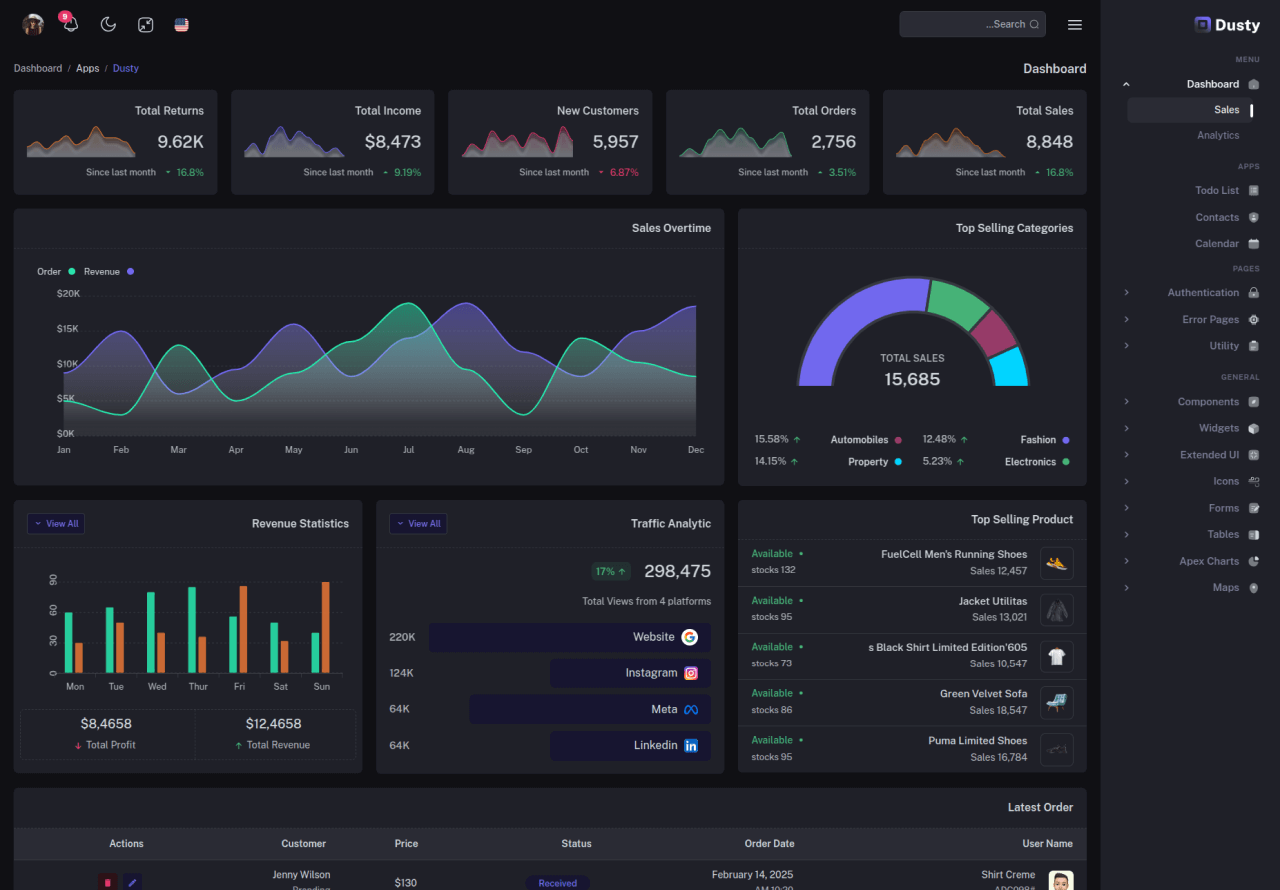 9
...Search
Dusty
Dashboard / Apps / Dusty
Dashboard
MENU
Dashboard
Sales
Analytics
APPS
Todo List
Contacts
Calendar
PAGES
Authentication
Error Pages
Utility
GENERAL
Components
Widgets
Extended UI
Icons
Forms
Tables
Apex Charts
Maps
Total Returns
9.62K
Since last month 16.8%
Total Income
$8,473
Since last month 9.19%
New Customers
5,957
Since last month 6.87%
Total Orders
2,756
Since last month 3.51%
Total Sales
8,848
Since last month 16.8%
Sales Overtime
Order Revenue
$20K
$15K
$10K
$5K
$0K
Jan Feb Mar Apr May Jun Jul Aug Sep Oct Nov Dec
Top Selling Categories
TOTAL SALES
15,685
15.58% Automobiles 12.48% Fashion
14.15% Property 5.23% Electronics
View All
Revenue Statistics
90
60
30
0
Mon Tue Wed Thur Fri Sat Sun
$8,4658
Total Profit
$12,4658
Total Revenue
View All
Traffic Analytic
17% 298,475
Total Views from 4 platforms
220K Website
124K Instagram
64K Meta
64K Linkedin
Top Selling Product
Available FuelCell Men's Running Shoes
stocks 132 Sales 12,457
Available Jacket Utilitas
stocks 95 Sales 13,021
Available s Black Shirt Limited Edition'605
stocks 73 Sales 10,547
Available Green Velvet Sofa
stocks 86 Sales 18,547
Available Puma Limited Shoes
stocks 95 Sales 16,784
Latest Order
Actions Customer Price Status Order Date User Name
Jenny Wilson February 14, 2025 Shirt Creme
$130 Received